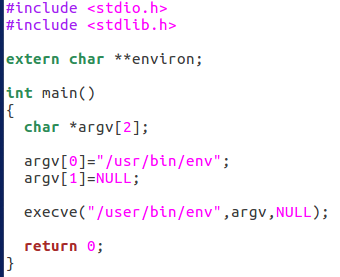 #include <stdio.h>
#include <stdlib.h>
extern char **environ;
int main()
{
char *argv[2];
argv[0]="/usr/bin/env";
argv[1]=NULL;
execve("/user/bin/env",argv,NULL);
return 0;
}